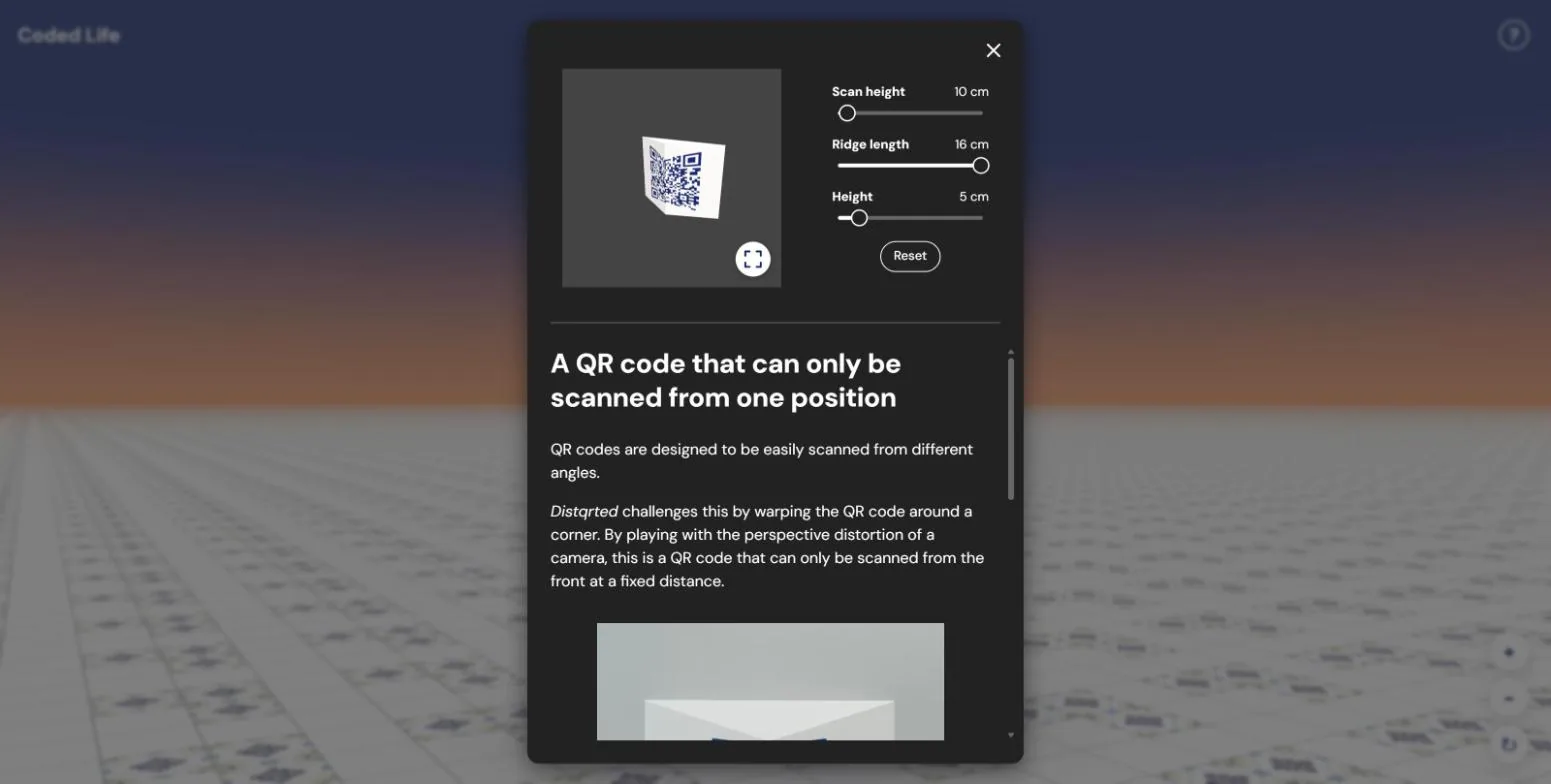 Coded Life
?
Scan height 10 cm
Ridge length 16 cm
Height 5 cm
Reset
A QR code that can only be
scanned from one position
QR codes are designed to be easily scanned from different
angles.
Distqrted challenges this by warping the QR code around a
corner. By playing with the perspective distortion of a
camera, this is a QR code that can only be scanned from the
front at a fixed distance.